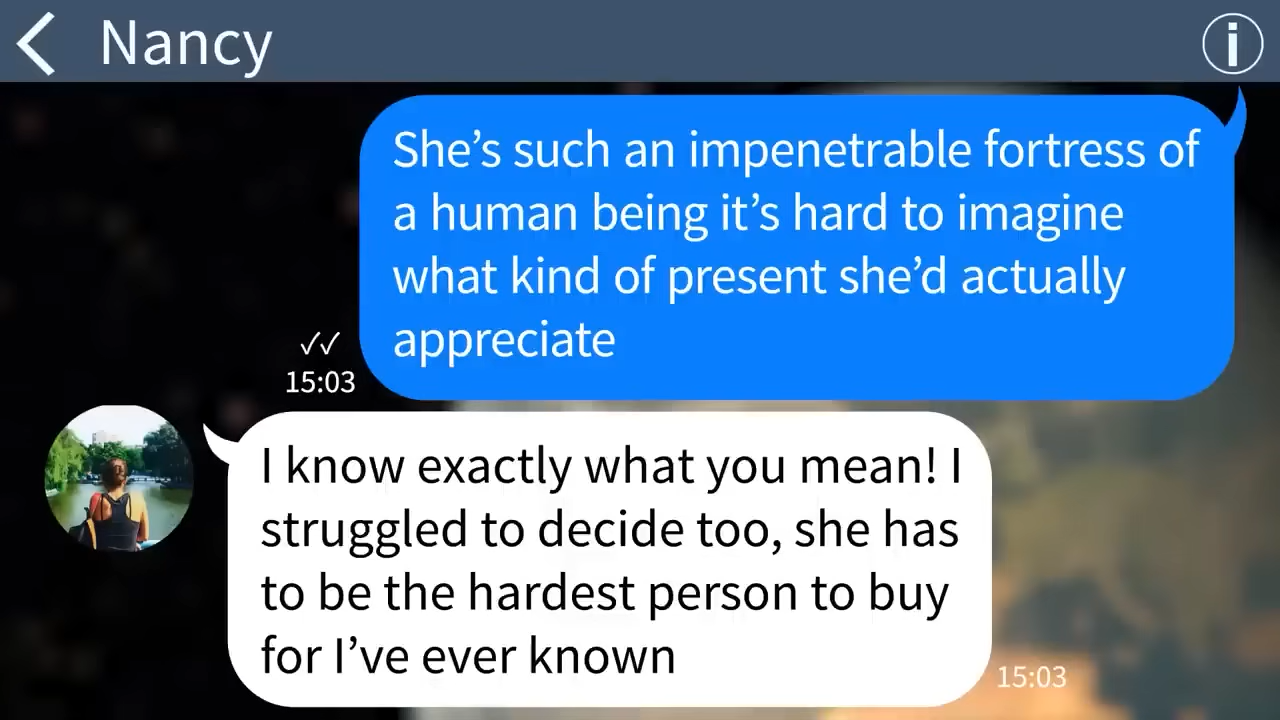 Nancy
She’s such an impenetrable fortress of
a human being it’s hard to imagine
what kind of present she’d actually
appreciate
✓✓
15:03
I know exactly what you mean! I
struggled to decide too, she has
to be the hardest person to buy
for I’ve ever known
15:03